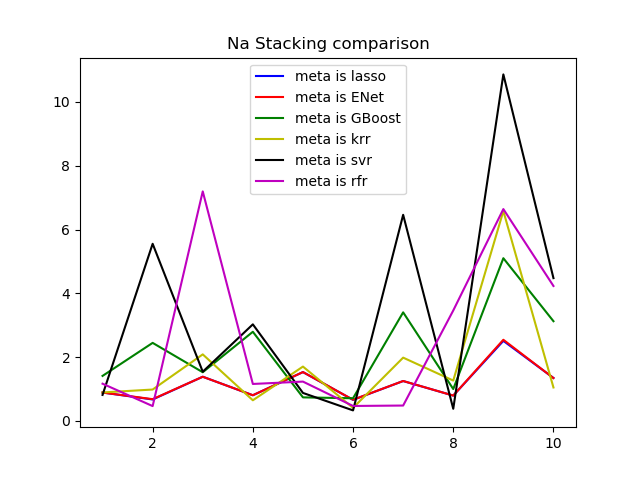 Na Stacking comparison
meta is lasso
meta is ENet
meta is GBoost
meta is krr
meta is svr
meta is rfr
10
8
6
4
2
0
2 4 6 8 10